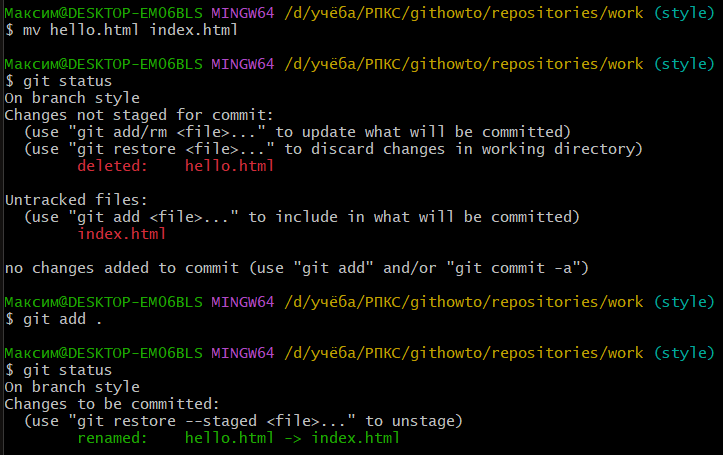 Максим@DESKTOP-EM06BLS MINGW64 /d/учёба/РПКС/githowto/repositories/work (style)
$ mv hello.html index.html
Максим@DESKTOP-EM06BLS MINGW64 /d/учёба/РПКС/githowto/repositories/work (style)
$ git status
On branch style
Changes not staged for commit:
  (use "git add/rm <file>..." to update what will be committed)
  (use "git restore <file>..." to discard changes in working directory)
        deleted:    hello.html
Untracked files:
  (use "git add <file>..." to include in what will be committed)
        index.html
no changes added to commit (use "git add" and/or "git commit -a")
Максим@DESKTOP-EM06BLS MINGW64 /d/учёба/РПКС/githowto/repositories/work (style)
$ git add .
Максим@DESKTOP-EM06BLS MINGW64 /d/учёба/РПКС/githowto/repositories/work (style)
$ git status
On branch style
Changes to be committed:
  (use "git restore --staged <file>..." to unstage)
        renamed:    hello.html -> index.html